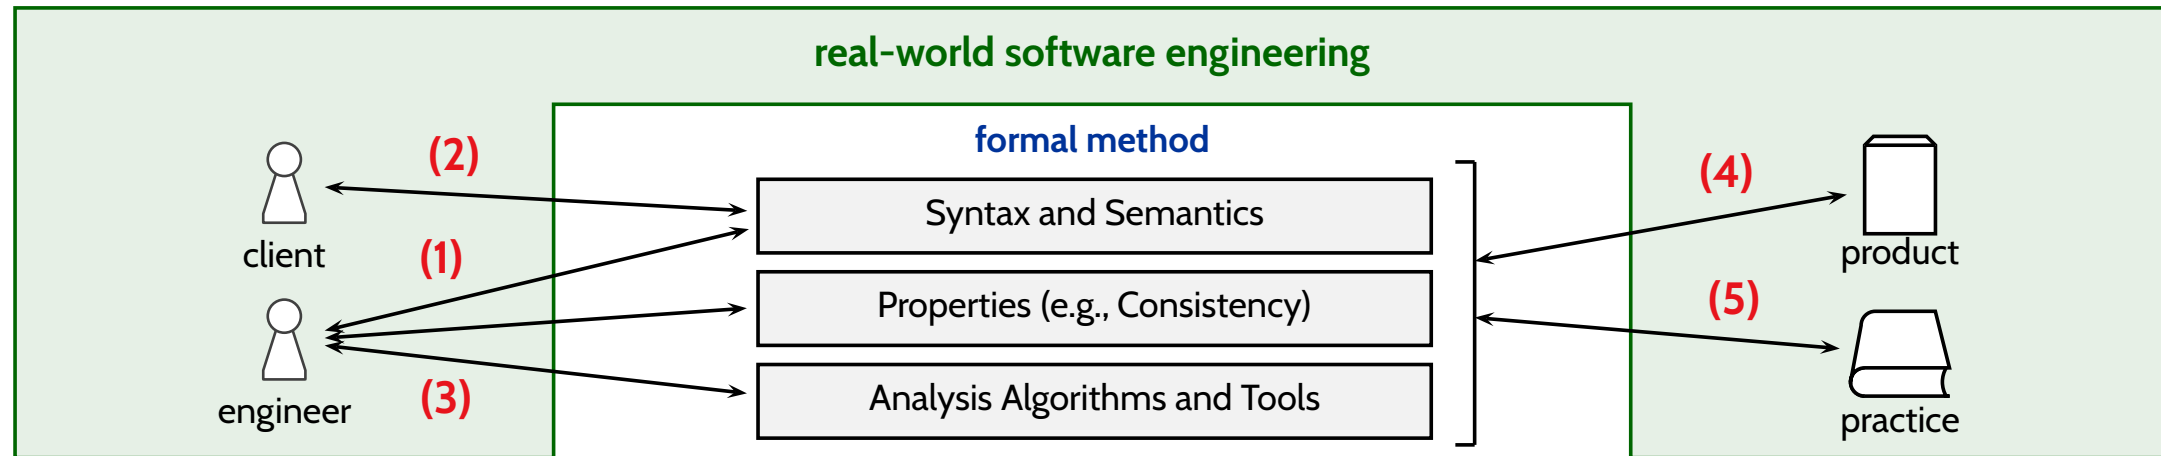 real-world software engineering
formal method
(2)
(4)
Syntax and Semantics
client
(1)
product
Properties (e.g., Consistency)
(5)
Analysis Algorithms and Tools
(3)
engineer
practice